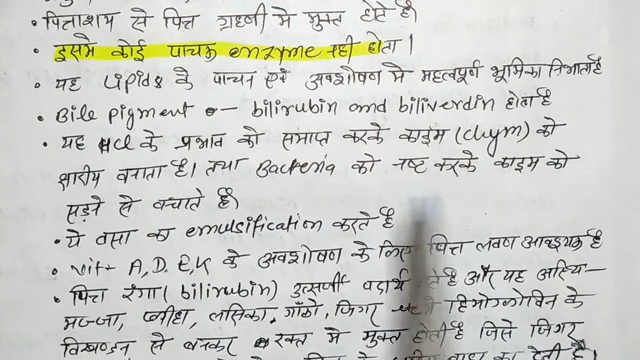 • पित्ताशय से पित्त ग्रहणी मे मुक्त होते है।
• इसमे कोई पाचक enzyme नही होता।
• यह Lipids के पाचन एवं अवशोषण मे महत्वपूर्ण भूमिका निभाता है
• Bile pigment :- bilirubin and biliverdin होता है
• यह HCl के प्रभाव को समाप्त करके काइम (chym) को
क्षारीय बनाता है। तथा Bacteria को नष्ट करके काइम को
सड़ने से बचाते है।
• ये वसा का emulsification करते है
• Vit- A, D, E, K के अवशोषण के लिए पित्त लवण आवश्यक है
• पित्त रंगा (bilirubin) उत्सर्जी पदार्थ होते है और यह अस्थि-
मज्जा, प्लीहा, लसिका, गाँठो, जिगर मे हिमोग्लोबिन के
विखण्डन से बनकर रक्त मे मुक्त होती है जिसे जिगर